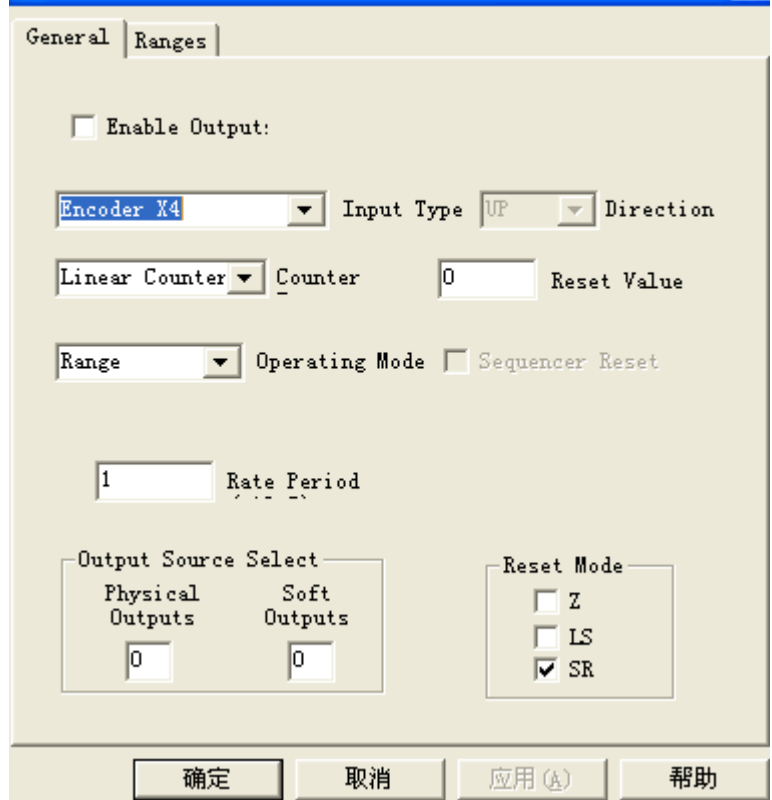 General Ranges
Enable Output:
Encoder X4 Input Type UP Direction
Linear Counter Counter 0 Reset Value
Range Operating Mode Sequencer Reset
1 Rate Period
Output Source Select
Physical Outputs
Soft Outputs
0 0
Reset Mode
Z
LS
SR
确定 取消 应用(A) 帮助